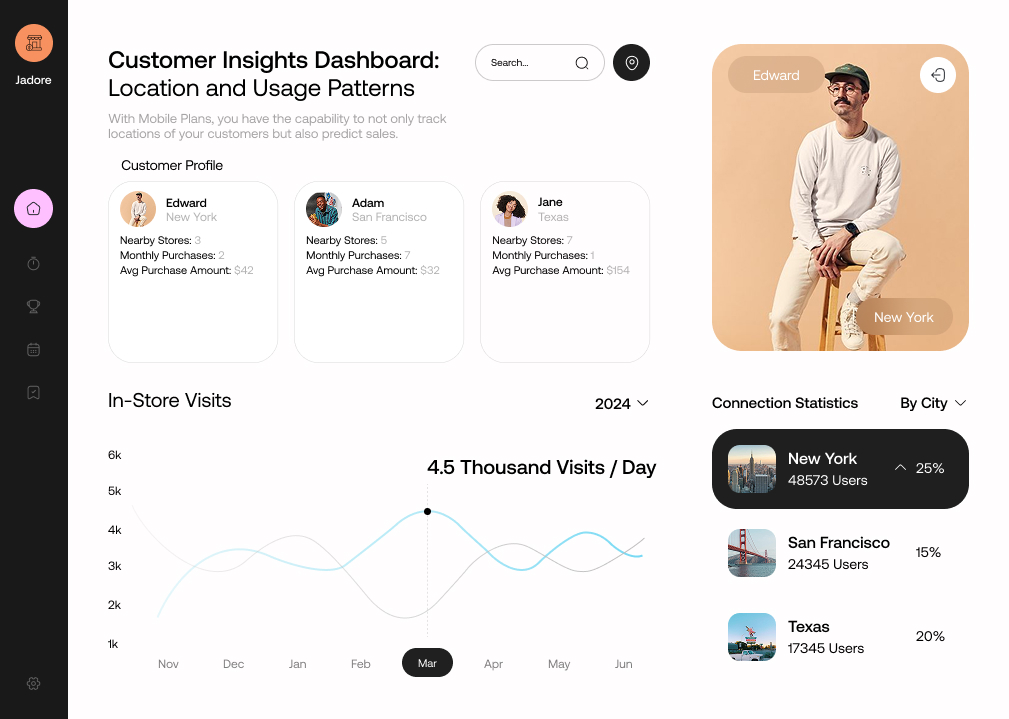 Jadore
Customer Insights Dashboard:
Location and Usage Patterns
With Mobile Plans, you have the capability to not only track
locations of your customers but also predict sales.
Search...
Customer Profile
Edward
New York
Nearby Stores: 3
Monthly Purchases: 2
Avg Purchase Amount: $42
Adam
San Francisco
Nearby Stores: 5
Monthly Purchases: 7
Avg Purchase Amount: $32
Jane
Texas
Nearby Stores: 7
Monthly Purchases: 1
Avg Purchase Amount: $154
Edward
New York
In-Store Visits
2024
4.5 Thousand Visits / Day
6k
5k
4k
3k
2k
1k
Nov Dec Jan Feb Mar Apr May Jun
Connection Statistics
By City
New York
48573 Users
25%
San Francisco
24345 Users
15%
Texas
17345 Users
20%